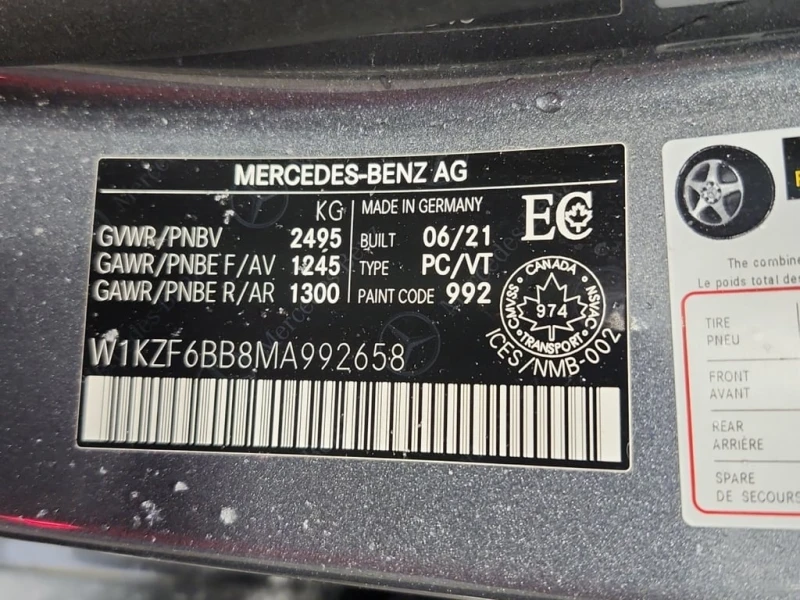 MERCEDES-BENZ AG
KG MADE IN GERMANY
GVWR/PNBV 2495 BUILT 06/21
GAWR/PNBE F/AV 1245 TYPE PC/VT
GAWR/PNBE R/AR 1300 PAINT CODE 992
EC
CANADA
CMVSS 974 NSVAC
TRANSPORT
ICES/NMB-002
W1KZF6BB8MA992658
The combine
Le poids total de
TIRE
PNEU
FRONT
AVANT
REAR
ARRIÈRE
SPARE
DE SECOURS